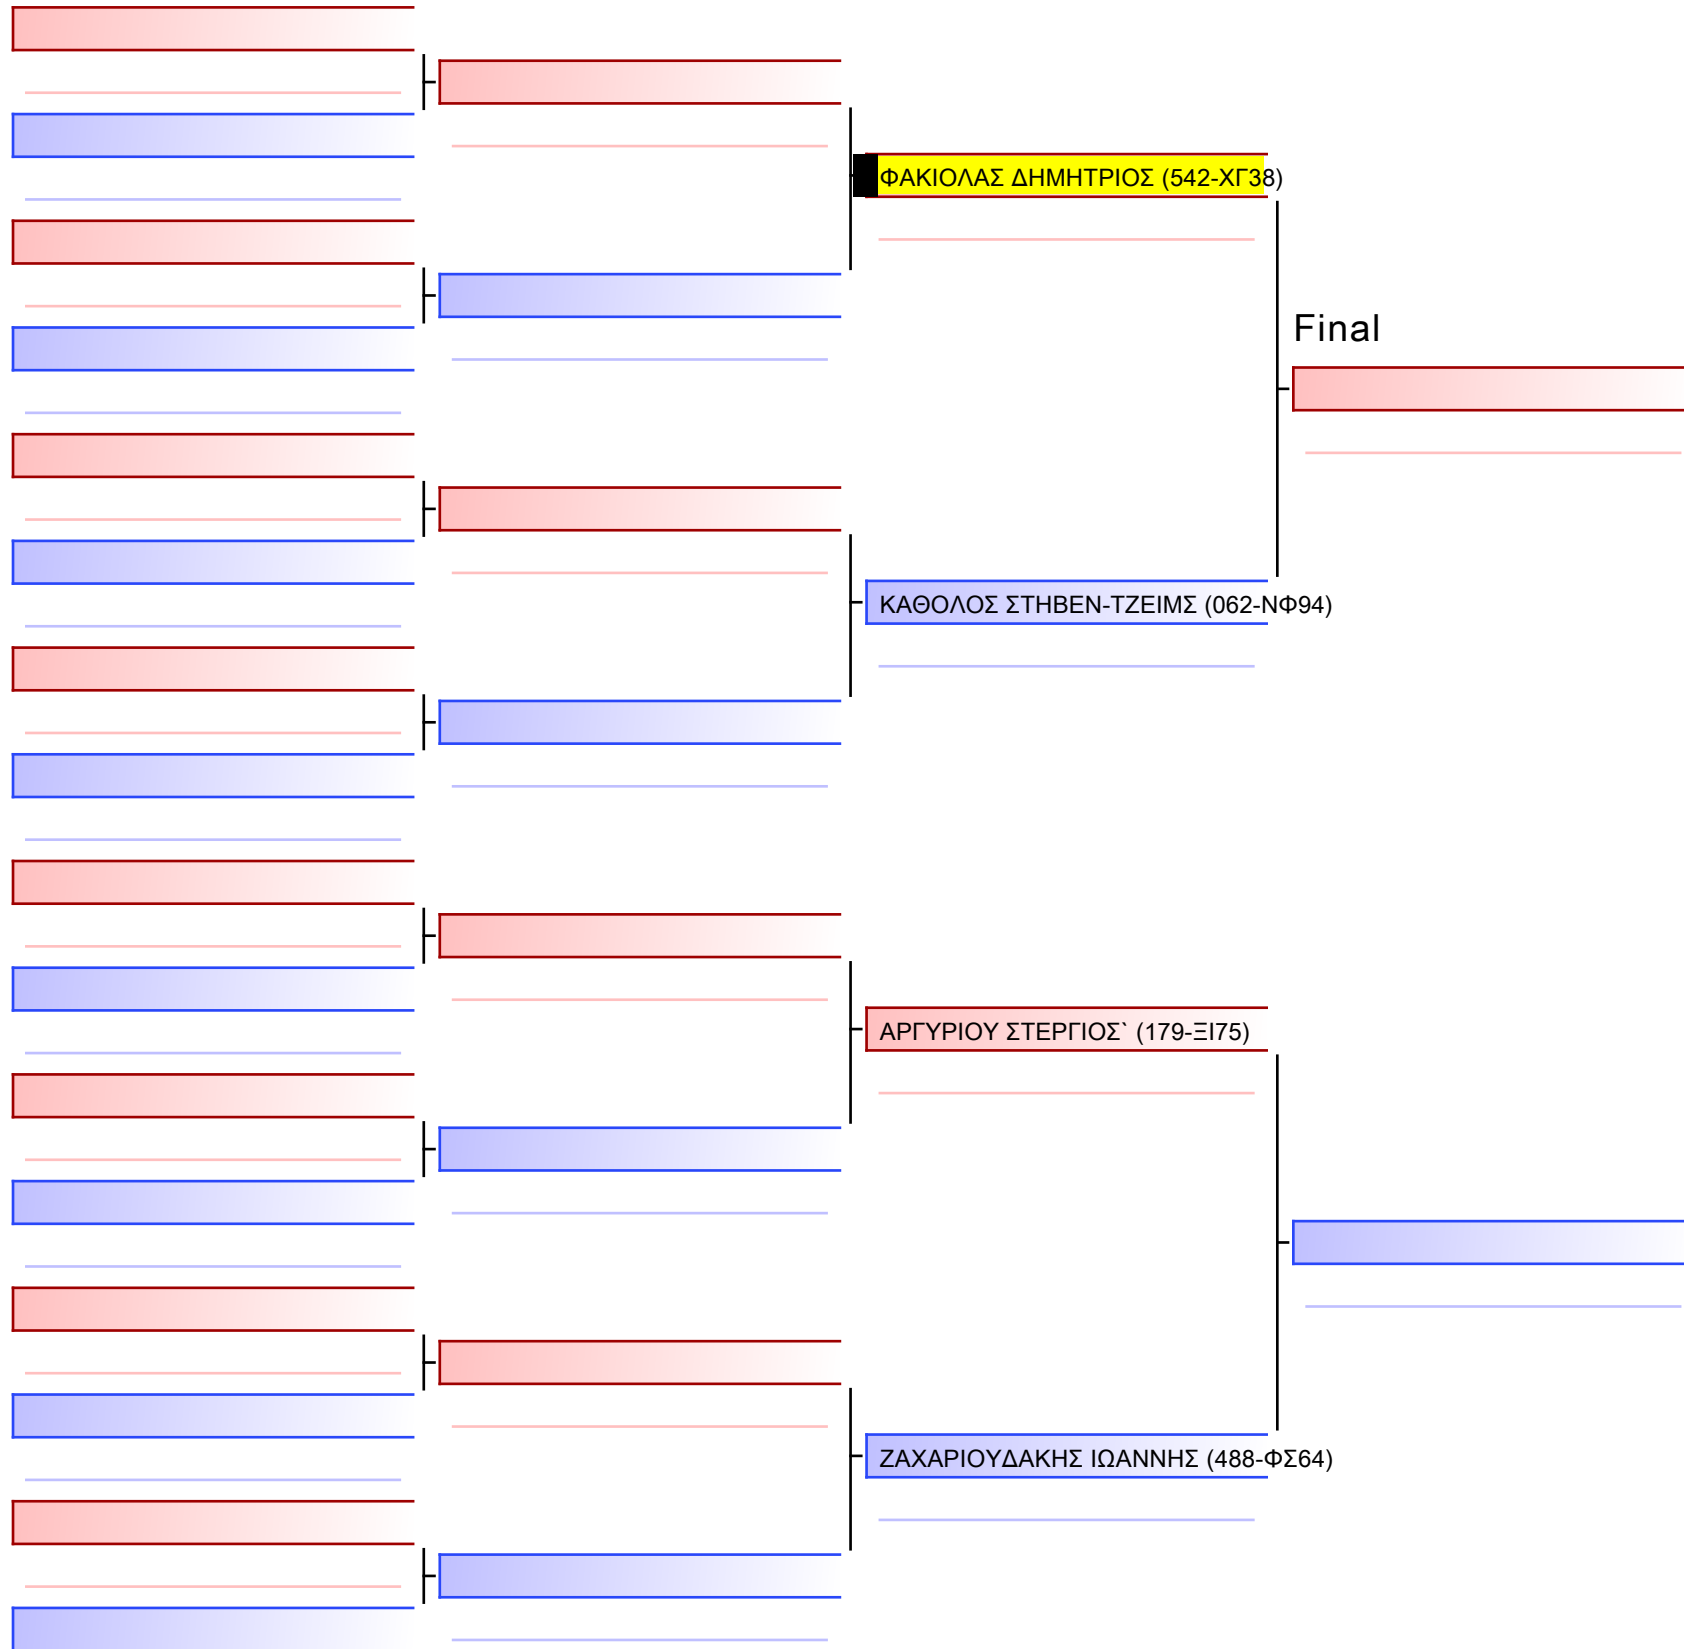 ΦΑΚΙΟΛΑΣ ΔΗΜΗΤΡΙΟΣ (542-ΧΓ38)
Final
ΚΑΘΟΛΟΣ ΣΤΗΒΕΝ-ΤΖΕΙΜΣ (062-ΝΦ94)
ΑΡΓΥΡΙΟΥ ΣΤΕΡΓΙΟΣ` (179-ΞΙ75)
ΖΑΧΑΡΙΟΥΔΑΚΗΣ ΙΩΑΝΝΗΣ (488-ΦΣ64)